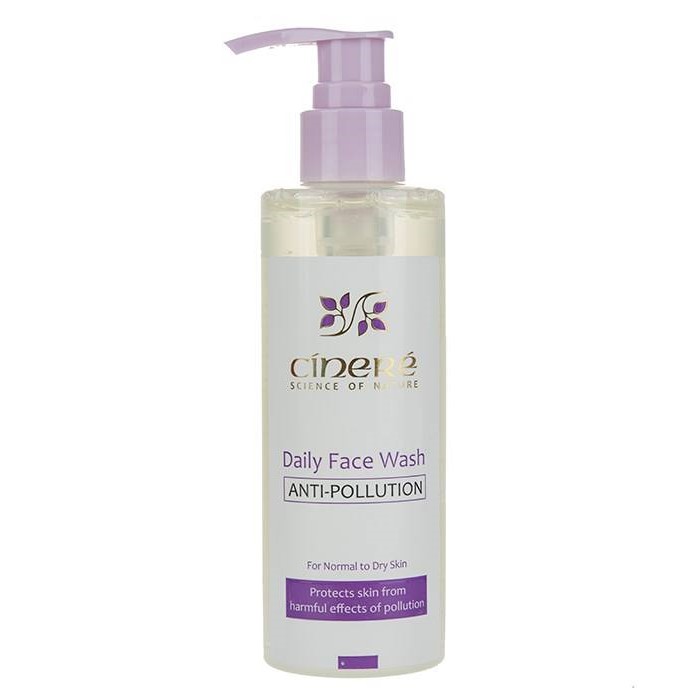 cíneré
SCIENCE OF NATURE
Daily Face Wash
ANTI-POLLUTION
For Normal to Dry Skin
Protects skin from
harmful effects of pollution